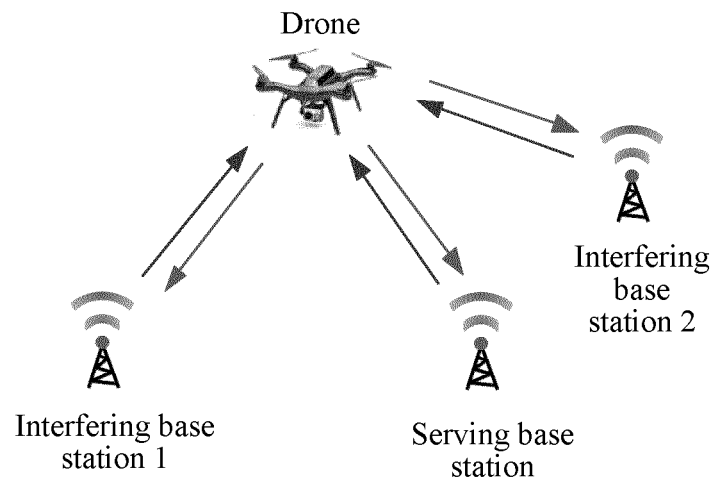 Drone
Interfering
base
station 2
Interfering base
station 1
Serving base
station